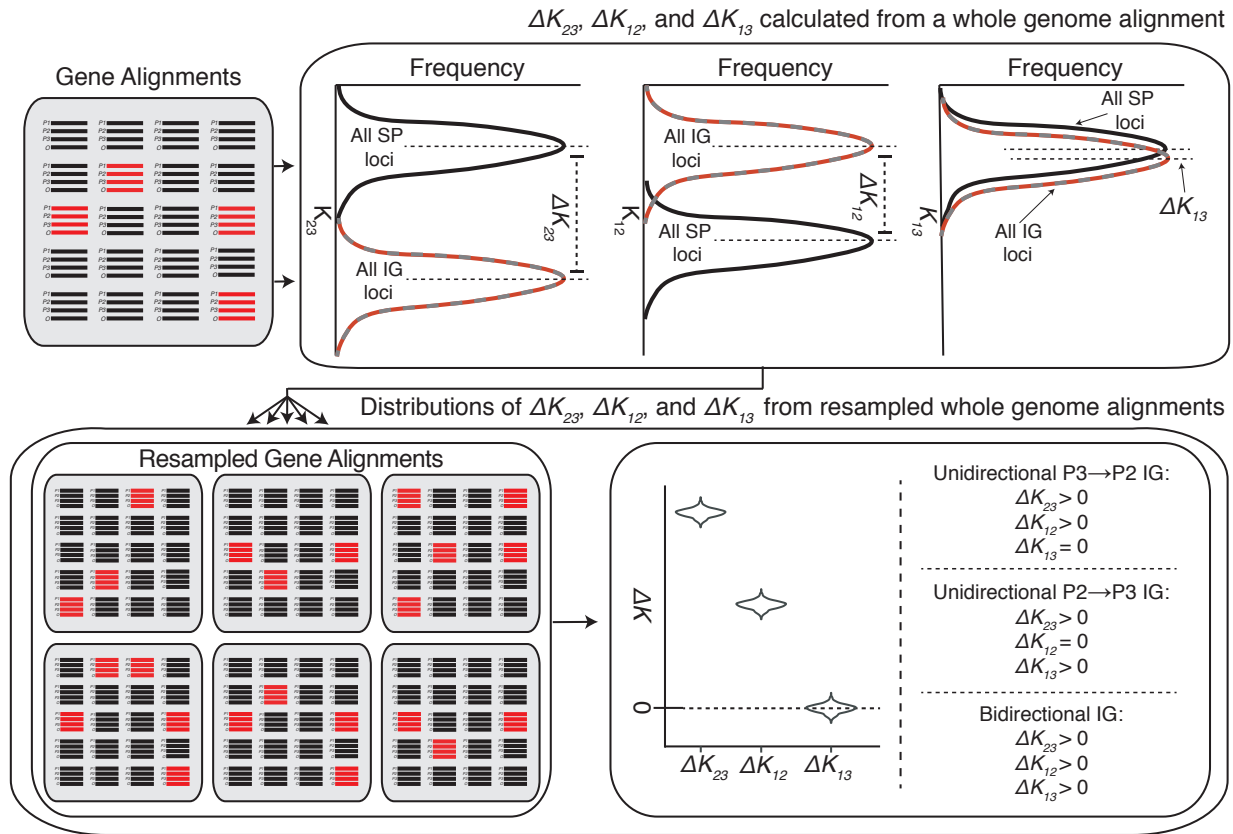 ΔK23, ΔK12, and ΔK13 calculated from a whole genome alignment
Gene Alignments
P1
P2
P3
O
Frequency
K23
All SP
loci
ΔK23
All IG
loci
Frequency
K12
All IG
loci
ΔK12
All SP
loci
Frequency
K13
All SP
loci
ΔK13
All IG
loci
Distributions of ΔK23, ΔK12, and ΔK13 from resampled whole genome alignments
Resampled Gene Alignments
ΔK
0
ΔK23
ΔK12
ΔK13
Unidirectional P3→P2 IG:
ΔK23 > 0
ΔK12 > 0
ΔK13 = 0
Unidirectional P2→P3 IG:
ΔK23 > 0
ΔK12 = 0
ΔK13 > 0
Bidirectional IG:
ΔK23 > 0
ΔK12 > 0
ΔK13 > 0